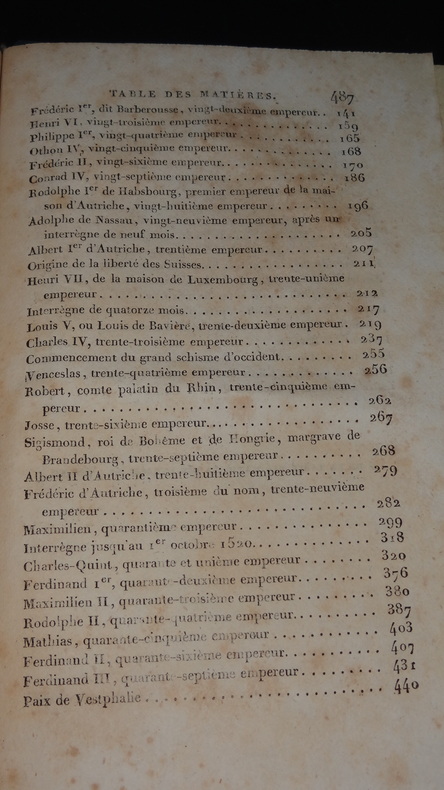 TABLE DES MATIÈRES. 487
Frédéric Ier, dit Barberousse, vingt-deuxième empereur. . 141
Henri VI, vingt-troisième empereur. . . . . . . . . . . . . 159
Philippe Ier, vingt-quatrième empereur . . . . . . . . . . 165
Othon IV, vingt-cinquième empereur. . . . . . . . . . . . 168
Frédéric II, vingt-sixième empereur. . . . . . . . . . . . . 170
Conrad IV, vingt-septième empereur . . . . . . . . . . . . 186
Rodolphe Ier de Habsbourg, premier empereur de la mai-
son d'Autriche, vingt-huitième empereur . . . . . . . . . 196
Adolphe de Nassau, vingt-neuvième empereur, après un
interrègne de neuf mois. . . . . . . . . . . . . . . . . . . 205
Albert Ier d'Autriche, trentième empereur . . . . . . . . . 207
Origine de la liberté des Suisses. . . . . . . . . . . . . . . 211
Henri VII, de la maison de Luxembourg, trente-unième
empereur . . . . . . . . . . . . . . . . . . . . . . . . . . 212
Interrègne de quatorze mois. . . . . . . . . . . . . . . . . 217
Louis V, ou Louis de Bavière, trente-deuxième empereur . 219
Charles IV, trente-troisième empereur . . . . . . . . . . . 237
Commencement du grand schisme d'occident. . . . . . . . 255
Venceslas, trente-quatrième empereur . . . . . . . . . . . 256
Robert, comte palatin du Rhin, trente-cinquième em-
pereur. . . . . . . . . . . . . . . . . . . . . . . . . . . 262
Josse, trente-sixième empereur. . . . . . . . . . . . . . . 267
Sigismond, roi de Bohême et de Hongrie, margrave de
Brandebourg, trente-septième empereur. . . . . . . . . . 268
Albert II d'Autriche, trente-huitième empereur . . . . . . . 279
Frédéric d'Autriche, troisième du nom, trente-neuvième
empereur . . . . . . . . . . . . . . . . . . . . . . . . . . 282
Maximilien, quarantième empereur. . . . . . . . . . . . . 299
Interrègne jusqu'au 1er octobre 1520. . . . . . . . . . . . 318
Charles-Quint, quarante et unième empereur . . . . . . . 320
Ferdinand Ier, quarante-deuxième empereur. . . . . . . . 376
Maximilien II, quarante-troisième empereur . . . . . . . . 380
Rodolphe II, quarante-quatrième empereur. . . . . . . . . 387
Mathias, quarante-cinquième empereur . . . . . . . . . . 403
Ferdinand II, quarante-sixième empereur. . . . . . . . . . 407
Ferdinand III, quarante-septième empereur . . . . . . . . 431
Paix de Vestphalie . . . . . . . . . . . . . . . . . . . . . 440